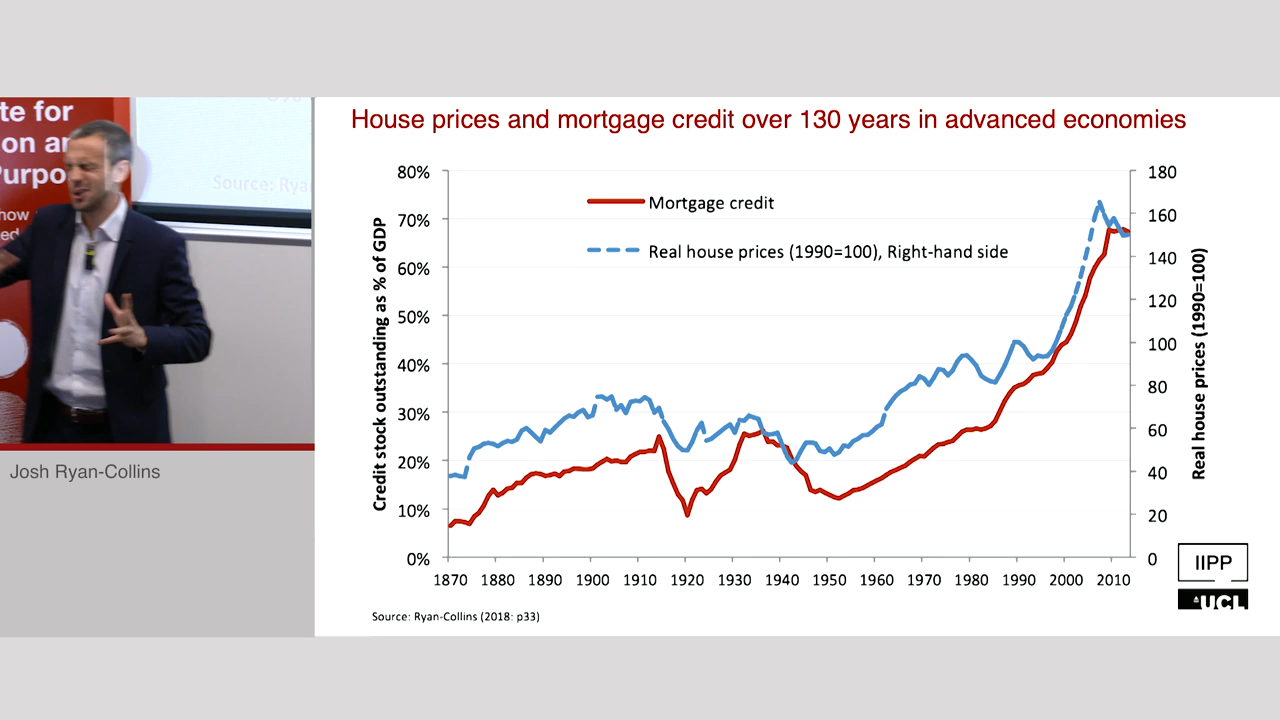 te for
on an
Purpo
how
ed
Source: Rya
Josh Ryan-Collins
House prices and mortgage credit over 130 years in advanced economies
Credit stock outstanding as % of GDP
80%
70%
60%
50%
40%
30%
20%
10%
0%
Mortgage credit
Real house prices (1990=100), Right-hand side
180
160
140
120
100
80
60
40
20
0
Real house prices (1990=100)
1870 1880 1890 1900 1910 1920 1930 1940 1950 1960 1970 1980 1990 2000 2010
Source: Ryan-Collins (2018: p33)
IIPP
UCL